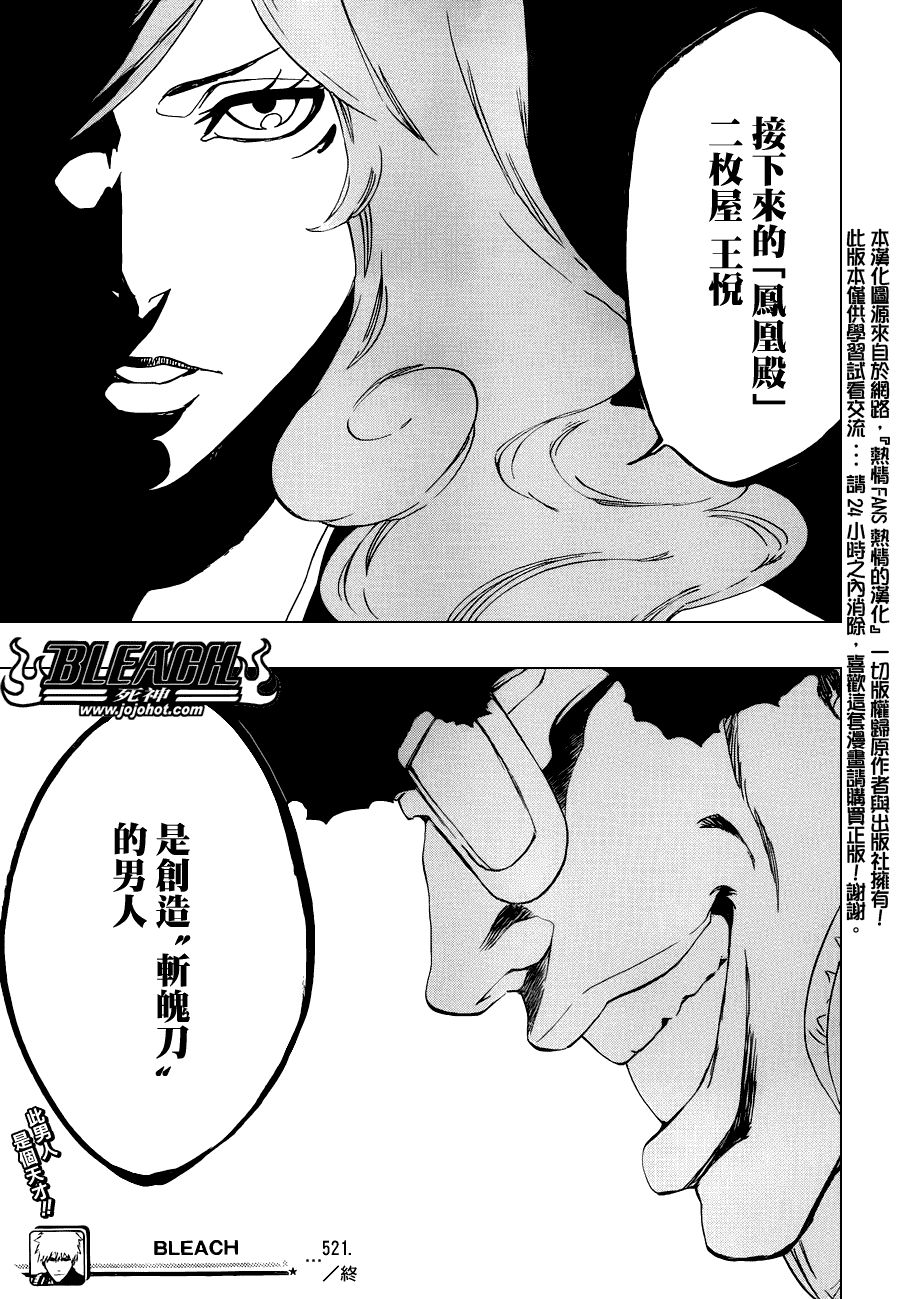 接下來的「鳳凰殿」
二枚屋 王悅
本漢化圖源來自於網路，『熱情FANS 熱情的漢化』一切版權歸原作者與出版社擁有！
此版本僅供學習試看交流... 請24小時之內消除，喜歡這套漫畫請購買正版！謝謝。
BLEACH
死神
www.jojohot.com
是創造〝斬魄刀〞
的男人
此男人
是個天才!!
BLEACH
...
521.
／終